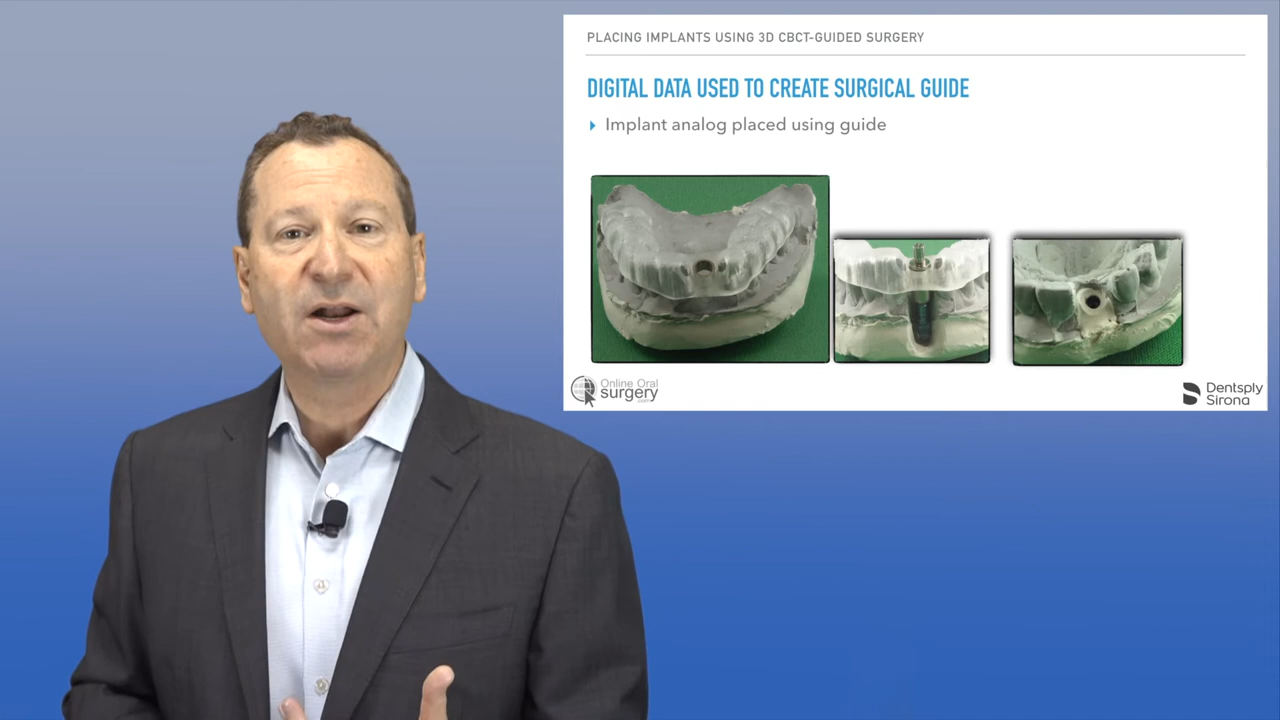 PLACING IMPLANTS USING 3D CBCT-GUIDED SURGERY
DIGITAL DATA USED TO CREATE SURGICAL GUIDE
Implant analog placed using guide
Online Oral
surgery
.com
Dentsply
Sirona